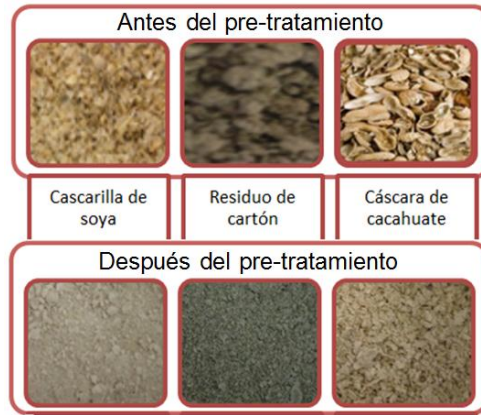 Antes del pre-tratamiento
Cascarilla de
soya
Residuo de
cartón
Cáscara de
cacahuate
Después del pre-tratamiento